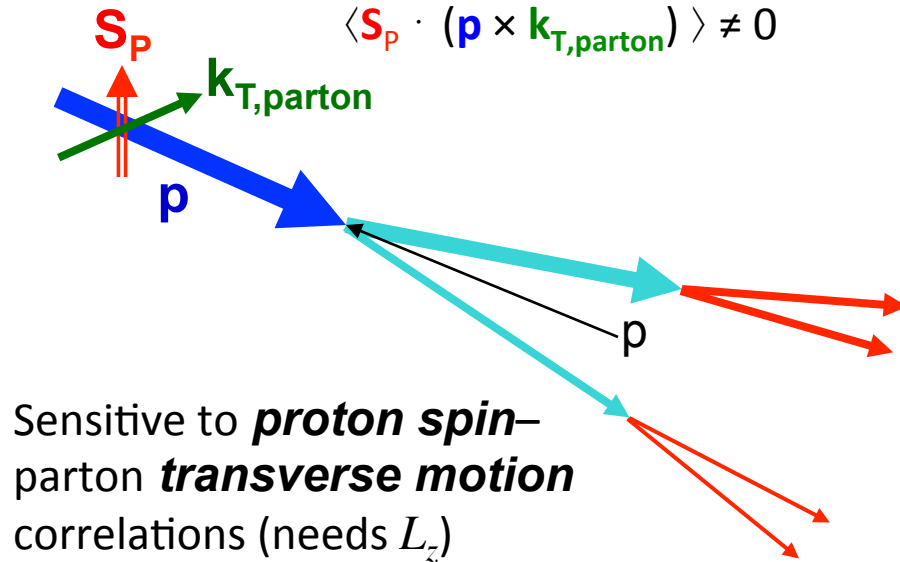 ⟨S_P · (p × k_T,parton) ⟩ ≠ 0
S_P
k_T,parton
p
p
Sensitive to proton spin–
parton transverse motion
correlations (needs L_z)